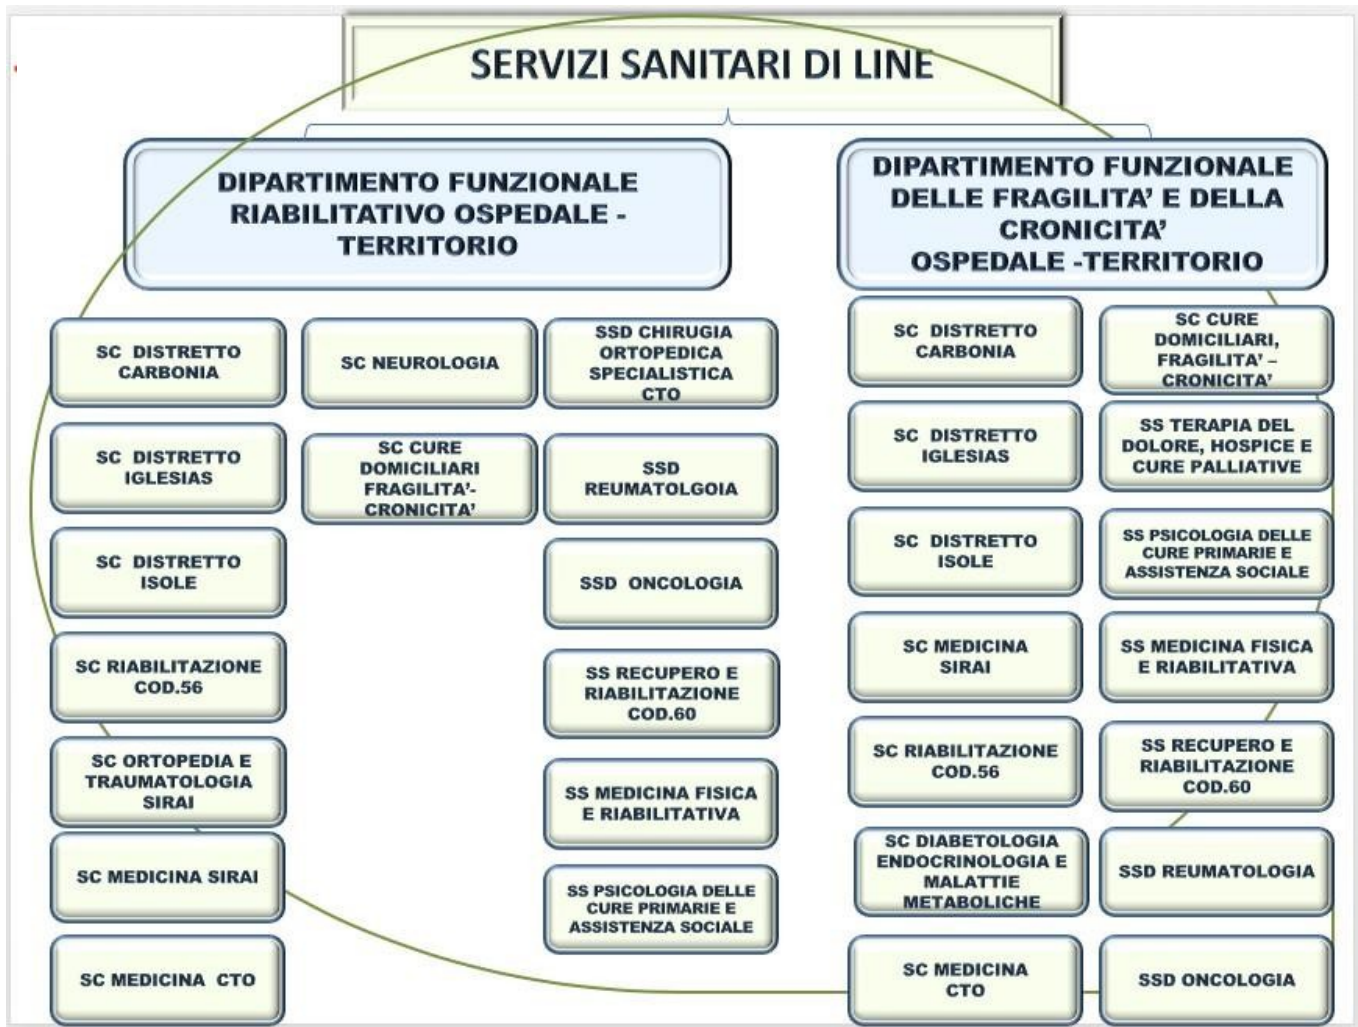 SERVIZI SANITARI DI LINE
DIPARTIMENTO FUNZIONALE
RIABILITATIVO OSPEDALE -
TERRITORIO
SC DISTRETTO
CARBONIA
SC DISTRETTO
IGLESIAS
SC DISTRETTO
ISOLE
SC RIABILITAZIONE
COD.56
SC ORTOPEDIA E
TRAUMATOLOGIA
SIRAI
SC MEDICINA SIRAI
SC MEDICINA CTO
SC NEUROLOGIA
SC CURE
DOMICILIARI
FRAGILITA'-
CRONICITA'
SSD CHIRUGIA
ORTOPEDICA
SPECIALISTICA
CTO
SSD
REUMATOLGOIA
SSD ONCOLOGIA
SS RECUPERO E
RIABILITAZIONE
COD.60
SS MEDICINA FISICA
E RIABILITATIVA
SS PSICOLOGIA DELLE
CURE PRIMARIE E
ASSISTENZA SOCIALE
DIPARTIMENTO FUNZIONALE
DELLE FRAGILITA' E DELLA
CRONICITA'
OSPEDALE -TERRITORIO
SC DISTRETTO
CARBONIA
SC DISTRETTO
IGLESIAS
SC DISTRETTO
ISOLE
SC MEDICINA
SIRAI
SC RIABILITAZIONE
COD.56
SC DIABETOLOGIA
ENDOCRINOLOGIA E
MALATTIE
METABOLICHE
SC MEDICINA
CTO
SC CURE
DOMICILIARI,
FRAGILITA' –
CRONICITA'
SS TERAPIA DEL
DOLORE, HOSPICE E
CURE PALLIATIVE
SS PSICOLOGIA DELLE
CURE PRIMARIE E
ASSISTENZA SOCIALE
SS MEDICINA FISICA
E RIABILITATIVA
SS RECUPERO E
RIABILITAZIONE
COD.60
SSD REUMATOLOGIA
SSD ONCOLOGIA